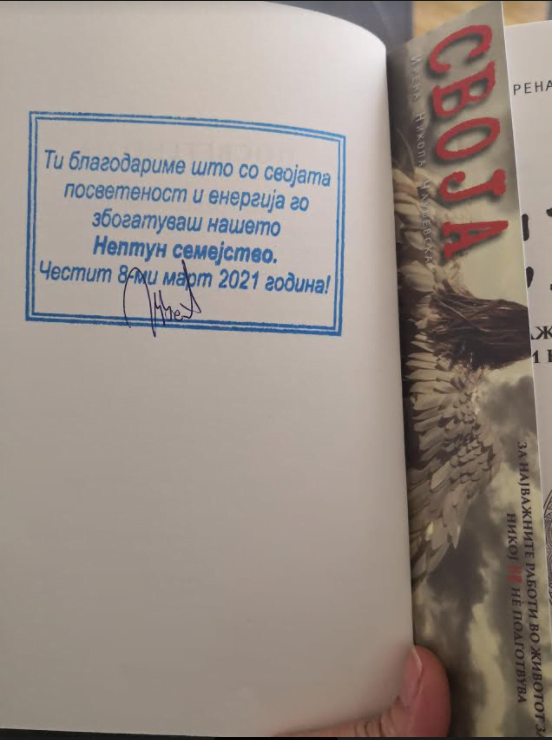 Ти благодариме што со својата
посветеност и енергија го
збогатуваш нашето
Нептун семејство.
Честит 8-ми март 2021 година!
СВОЈА
ЗА НАЈВАЖНИТЕ РАБОТИ ВО ЖИВОТОТ
НИКОЈ НЕ НЕ ПОДГОТВУВА